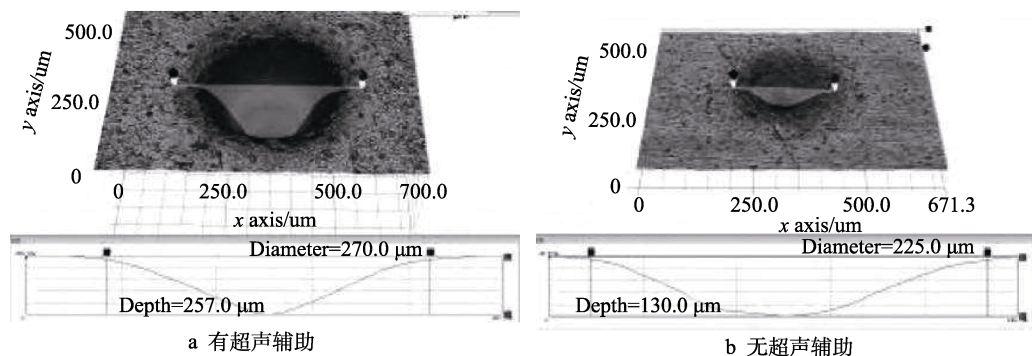 500.0
250.0
0
y axis/um
0
250.0
500.0
700.0
x axis/um
Diameter=270.0 μm
Depth=257.0 μm
a 有超声辅助
500.0
250.0
0
y axis/um
0
250.0
500.0
671.3
x axis/um
Diameter=225.0 μm
Depth=130.0 μm
b 无超声辅助